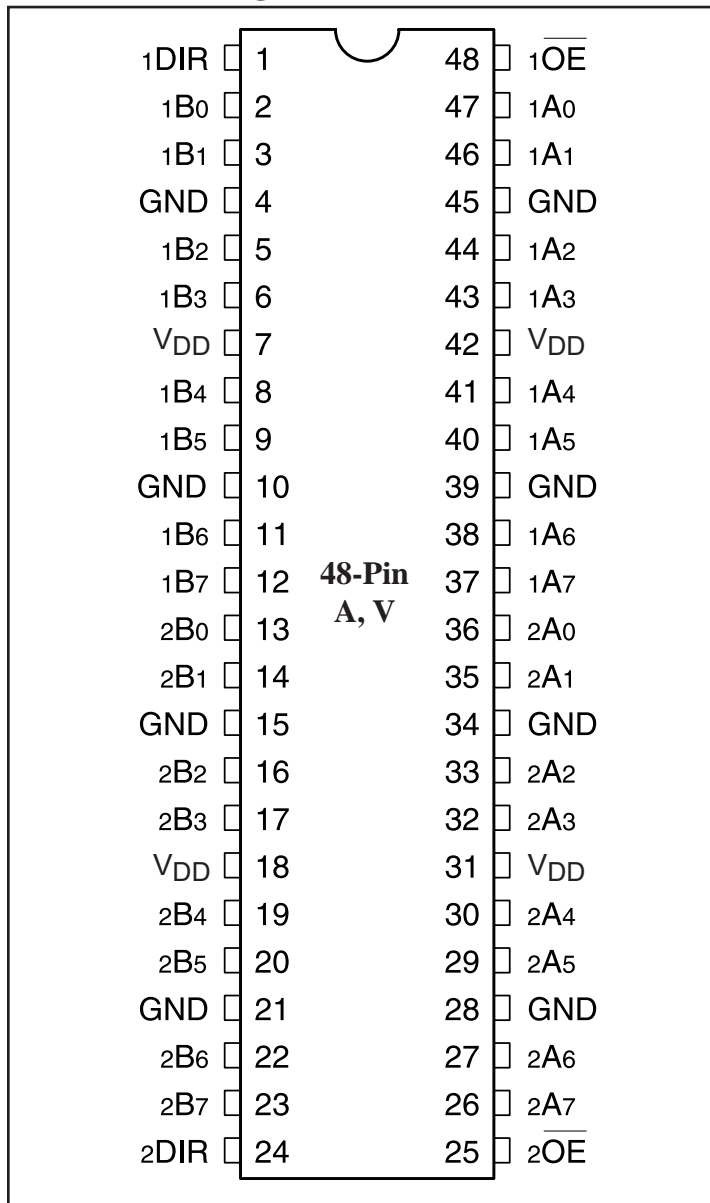 1DIR 1 48 1O̅E̅
1B0 2 47 1A0
1B1 3 46 1A1
GND 4 45 GND
1B2 5 44 1A2
1B3 6 43 1A3
VDD 7 42 VDD
1B4 8 41 1A4
1B5 9 40 1A5
GND 10 39 GND
1B6 11 38 1A6
1B7 12 48-Pin 37 1A7
2B0 13 A, V 36 2A0
2B1 14 35 2A1
GND 15 34 GND
2B2 16 33 2A2
2B3 17 32 2A3
VDD 18 31 VDD
2B4 19 30 2A4
2B5 20 29 2A5
GND 21 28 GND
2B6 22 27 2A6
2B7 23 26 2A7
2DIR 24 25 2O̅E̅